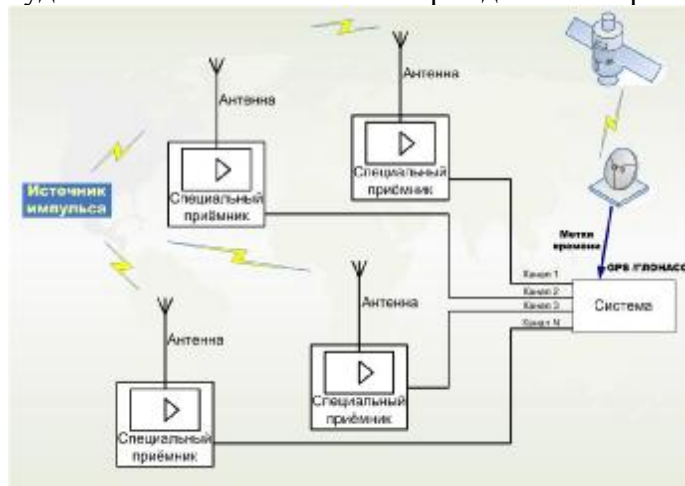 Антенна
Антенна
Специальный
приёмник
Специальный
приёмник
Источник
импульса
Метки
времени
GPS /ГЛОНАСС
Канал 1
Канал 2
Канал 3
Канал N
Система
Антенна
Антенна
Специальный
приёмник
Специальный
приёмник